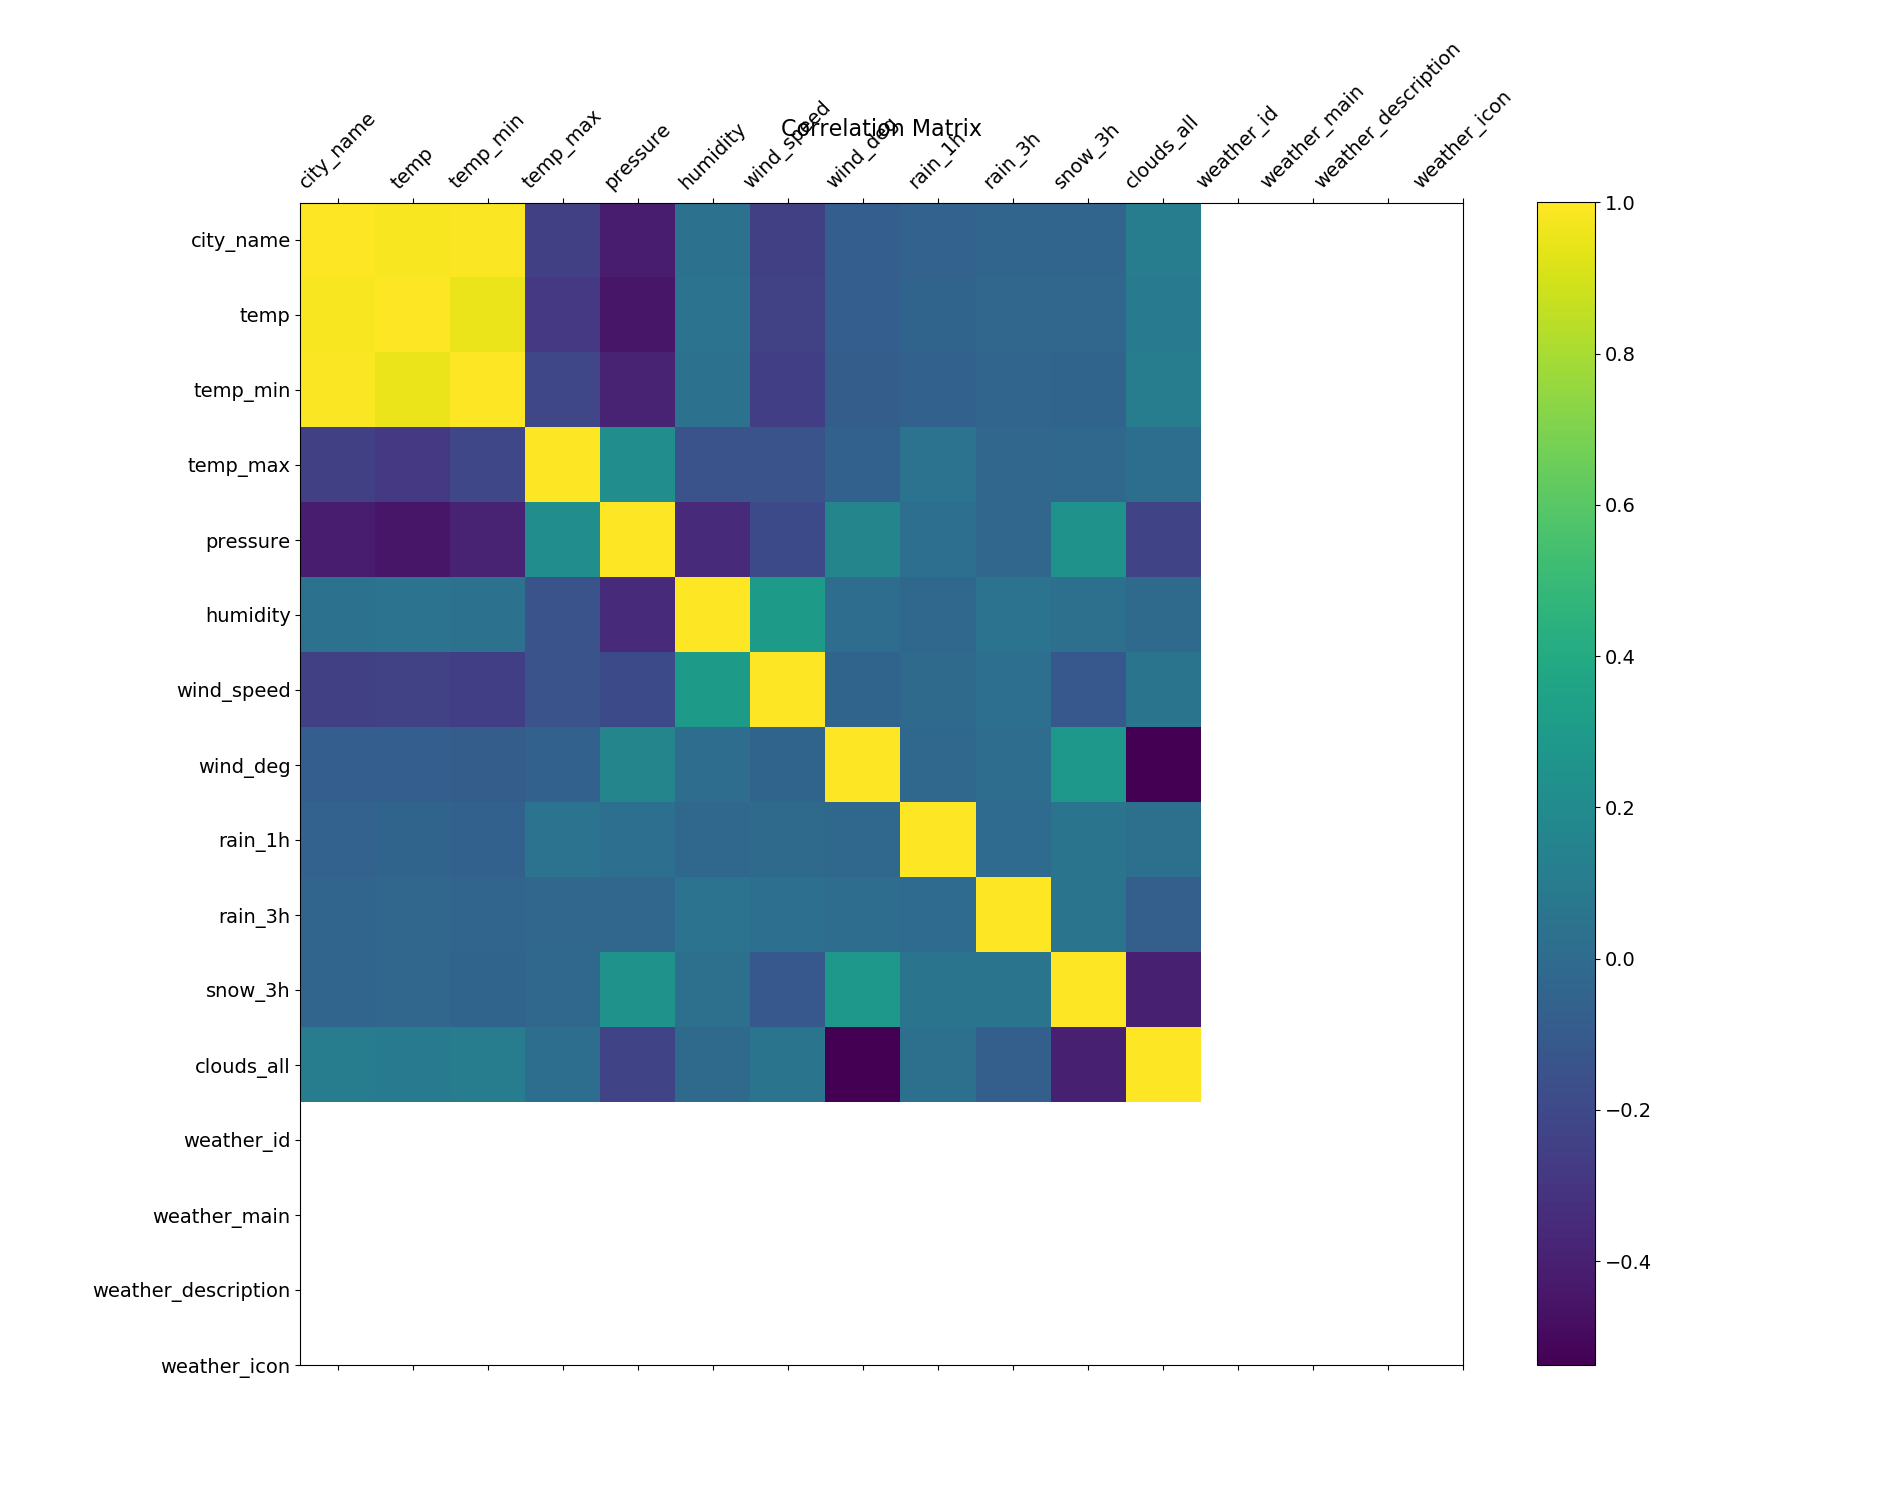 Correlation Matrix
city_name
temp
temp_min
temp_max
pressure
humidity
wind_speed
wind_deg
rain_1h
rain_3h
snow_3h
clouds_all
weather_id
weather_main
weather_description
weather_icon
city_name
temp
temp_min
temp_max
pressure
humidity
wind_speed
wind_deg
rain_1h
rain_3h
snow_3h
clouds_all
weather_id
weather_main
weather_description
weather_icon
1.0
0.8
0.6
0.4
0.2
0.0
−0.2
−0.4